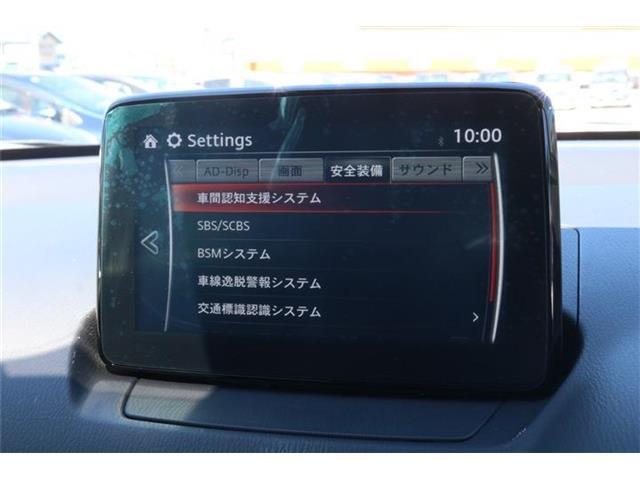 Settings 10:00
AD-Disp 画面 安全装備 サウンド
車間認知支援システム
SBS/SCBS
BSMシステム
車線逸脱警報システム
交通標識認識システム